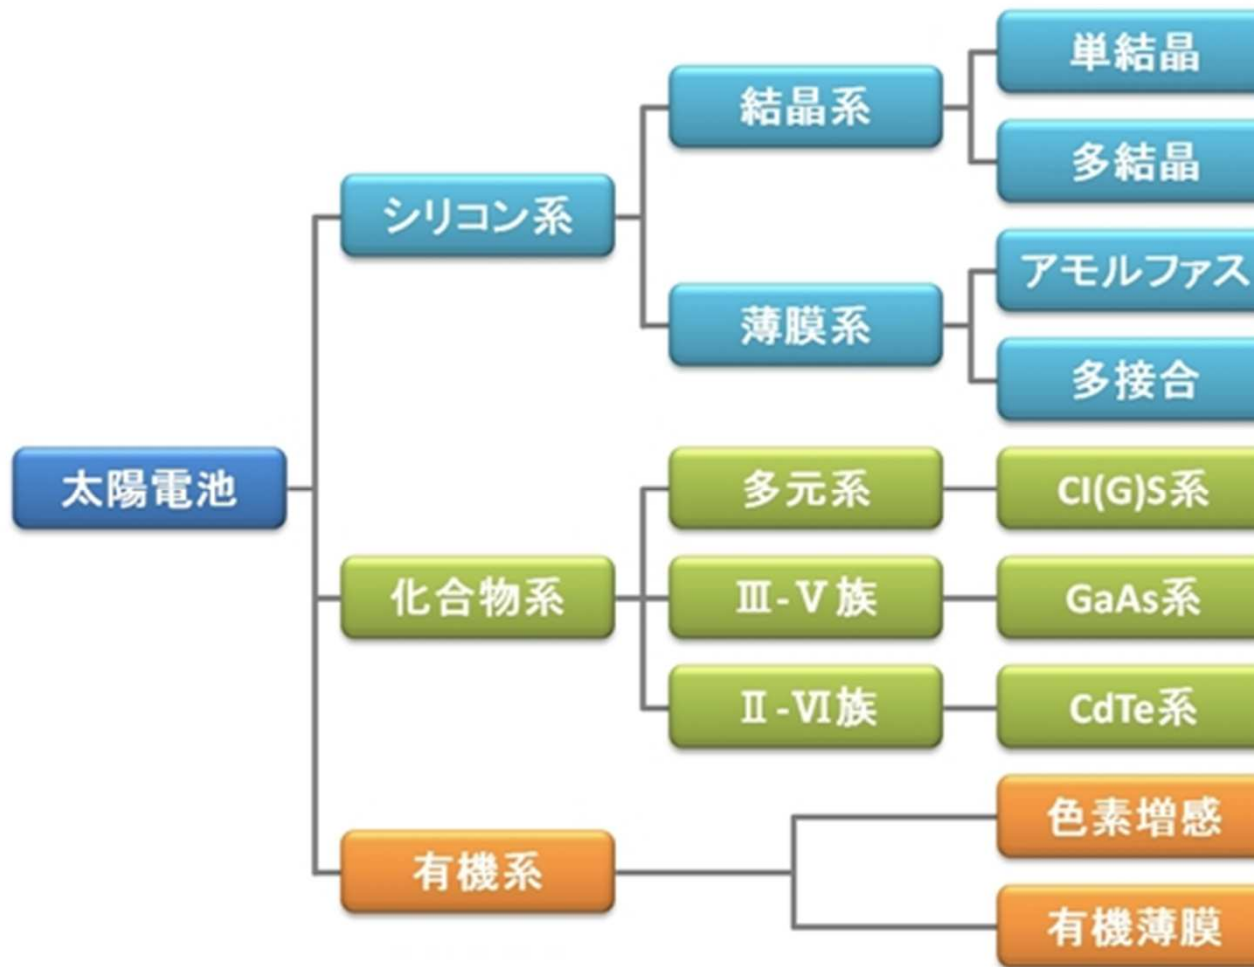 太陽電池
シリコン系
結晶系
単結晶
多結晶
薄膜系
アモルファス
多接合
化合物系
多元系
CI(G)S系
Ⅲ-Ⅴ族
GaAs系
Ⅱ-Ⅵ族
CdTe系
有機系
色素増感
有機薄膜